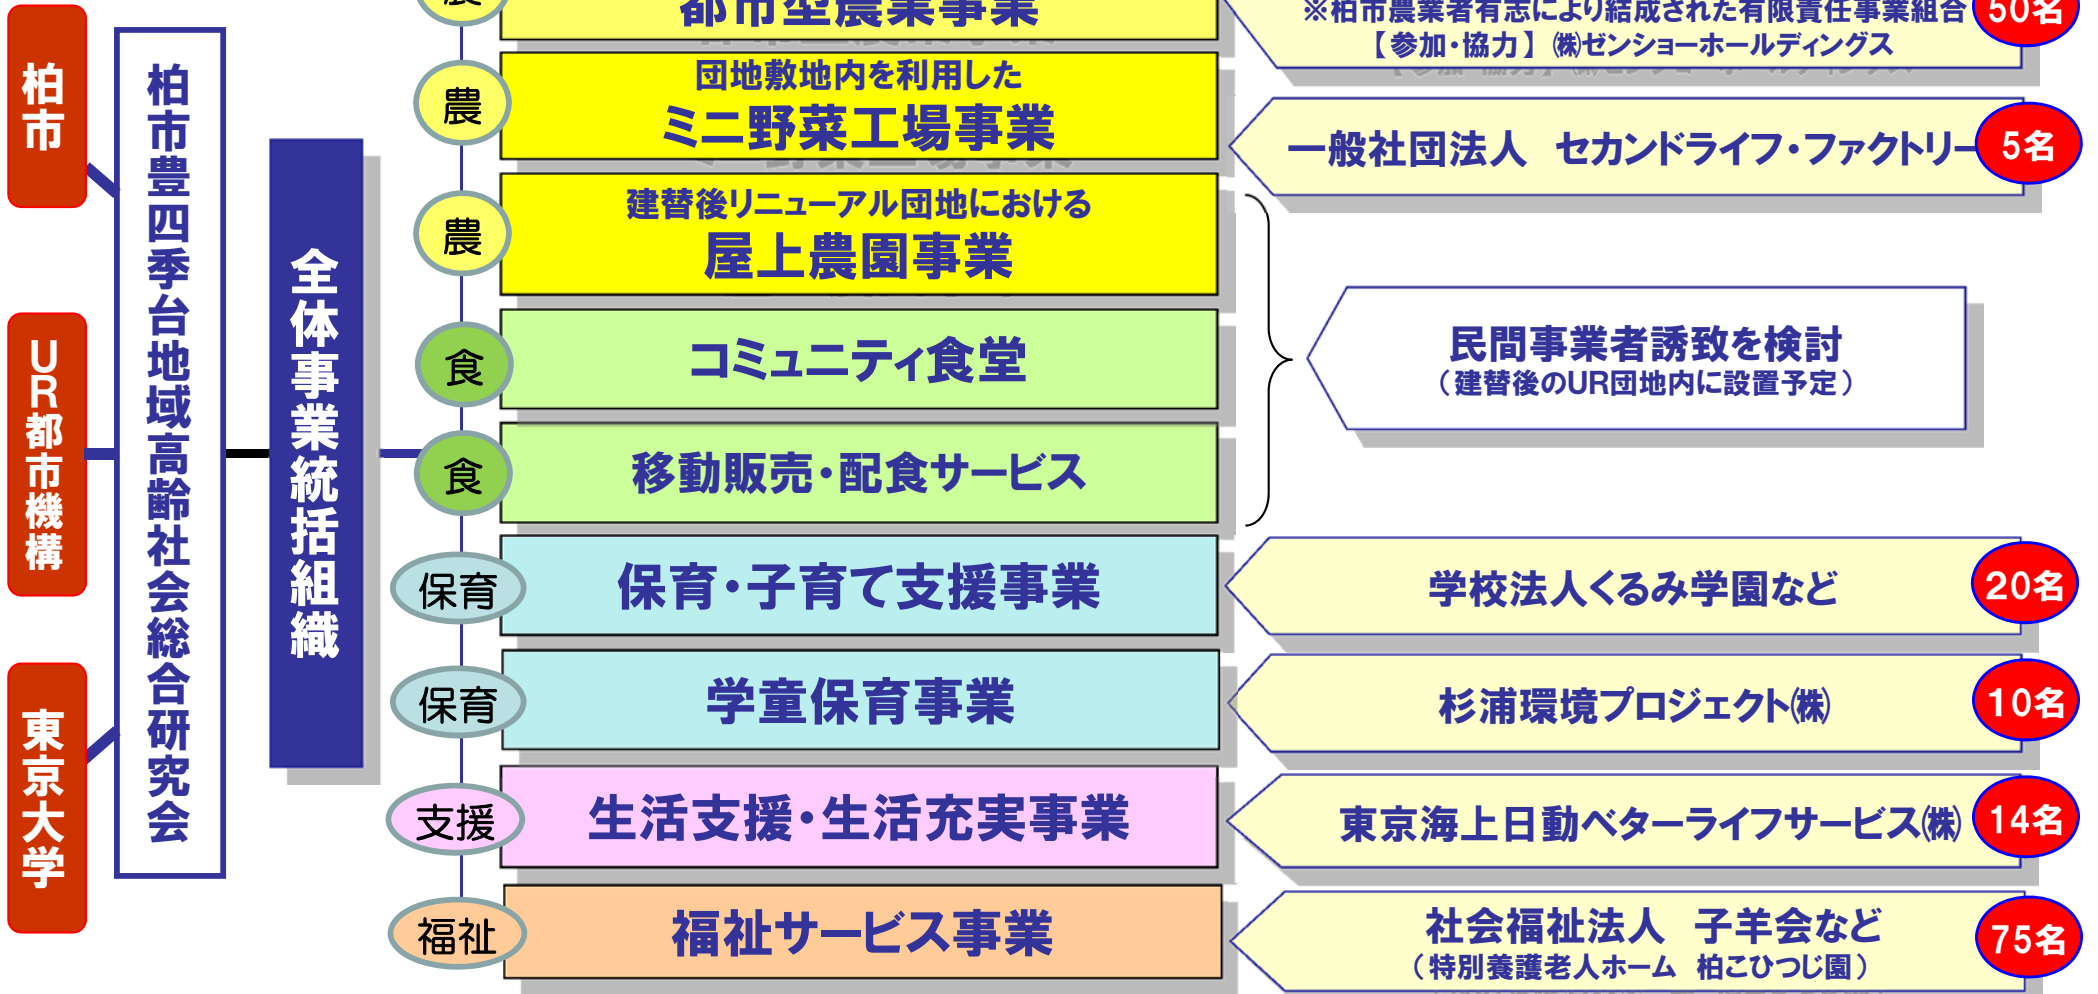 柏市
UR都市機構
東京大学
柏市豊四季台地域高齢社会総合研究会
全体事業統括組織
農
都市型農業事業
※柏市農業者有志により結成された有限責任事業組合
【参加・協力】㈱ゼンショーホールディングス
50名
農
団地敷地内を利用した
ミニ野菜工場事業
一般社団法人 セカンドライフ・ファクトリー
5名
農
建替後リニューアル団地における
屋上農園事業
食
コミュニティ食堂
民間事業者誘致を検討
（建替後のUR団地内に設置予定）
食
移動販売・配食サービス
保育
保育・子育て支援事業
学校法人くるみ学園など
20名
保育
学童保育事業
杉浦環境プロジェクト㈱
10名
支援
生活支援・生活充実事業
東京海上日動ベターライフサービス㈱
14名
福祉
福祉サービス事業
社会福祉法人 子羊会など
（特別養護老人ホーム 柏こひつじ園）
75名